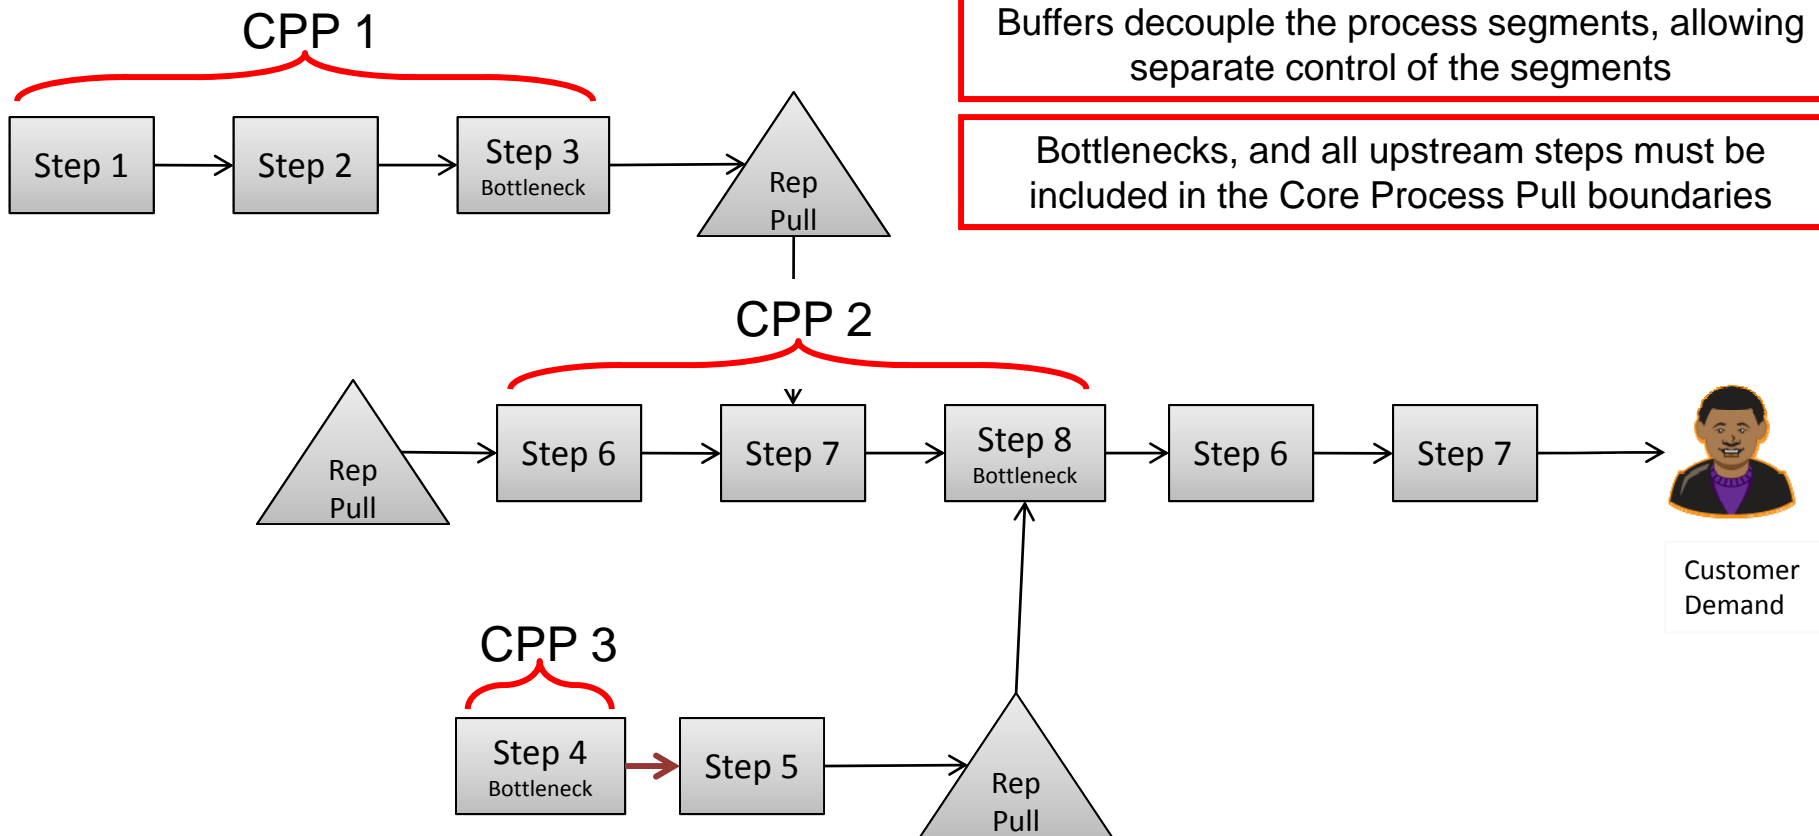 CPP 1
Buffers decouple the process segments, allowing
separate control of the segments
Bottlenecks, and all upstream steps must be
included in the Core Process Pull boundaries
Step 1
Step 2
Step 3
Bottleneck
Rep
Pull
CPP 2
Rep
Pull
Step 6
Step 7
Step 8
Bottleneck
Step 6
Step 7
Customer
Demand
CPP 3
Step 4
Bottleneck
Step 5
Rep
Pull